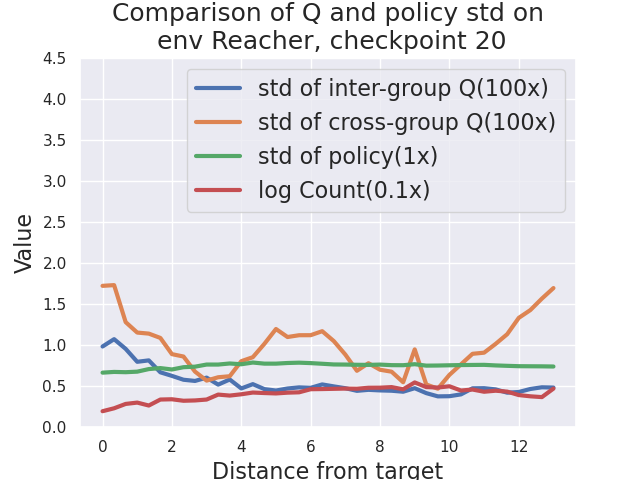 Comparison of Q and policy std on
env Reacher, checkpoint 20
4.5
4.0
3.5
3.0
2.5
2.0
1.5
1.0
0.5
0.0
Value
std of inter-group Q(100x)
std of cross-group Q(100x)
std of policy(1x)
log Count(0.1x)
0 2 4 6 8 10 12
Distance from target